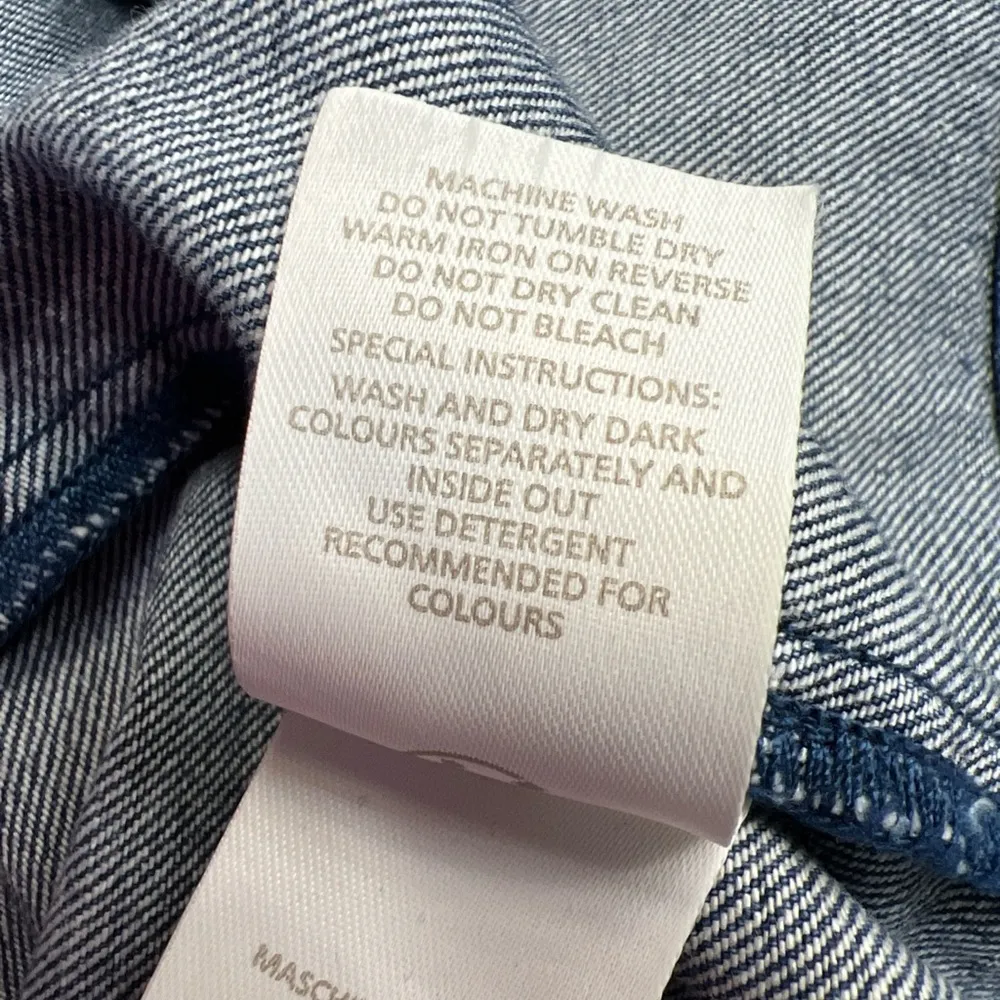 MACHINE WASH
DO NOT TUMBLE DRY
WARM IRON ON REVERSE
DO NOT DRY CLEAN
DO NOT BLEACH
SPECIAL INSTRUCTIONS:
WASH AND DRY DARK
COLOURS SEPARATELY AND
INSIDE OUT
USE DETERGENT
RECOMMENDED FOR
COLOURS